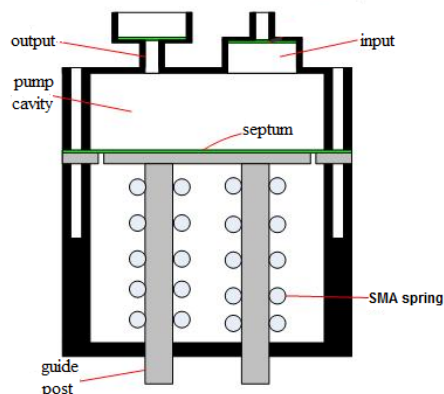 output
input
pump
cavity
septum
SMA spring
guide
post